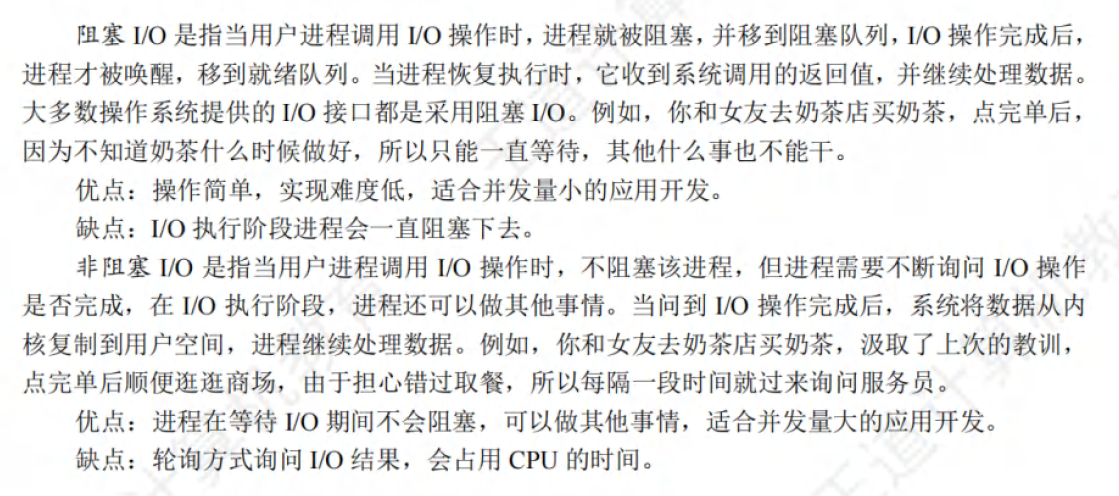 阻塞 I/O 是指当用户进程调用 I/O 操作时，进程就被阻塞，并移到阻塞队列，I/O 操作完成后，
进程才被唤醒，移到就绪队列。当进程恢复执行时，它收到系统调用的返回值，并继续处理数据。
大多数操作系统提供的 I/O 接口都是采用阻塞 I/O。例如，你和女友去奶茶店买奶茶，点完单后，
因为不知道奶茶什么时候做好，所以只能一直等待，其他什么事也不能干。
优点：操作简单，实现难度低，适合并发量小的应用开发。
缺点：I/O 执行阶段进程会一直阻塞下去。
非阻塞 I/O 是指当用户进程调用 I/O 操作时，不阻塞该进程，但进程需要不断询问 I/O 操作
是否完成，在 I/O 执行阶段，进程还可以做其他事情。当问到 I/O 操作完成后，系统将数据从内
核复制到用户空间，进程继续处理数据。例如，你和女友去奶茶店买奶茶，汲取了上次的教训，
点完单后顺便逛逛商场，由于担心错过取餐，所以每隔一段时间就过来询问服务员。
优点：进程在等待 I/O 期间不会阻塞，可以做其他事情，适合并发量大的应用开发。
缺点：轮询方式询问 I/O 结果，会占用 CPU 的时间。